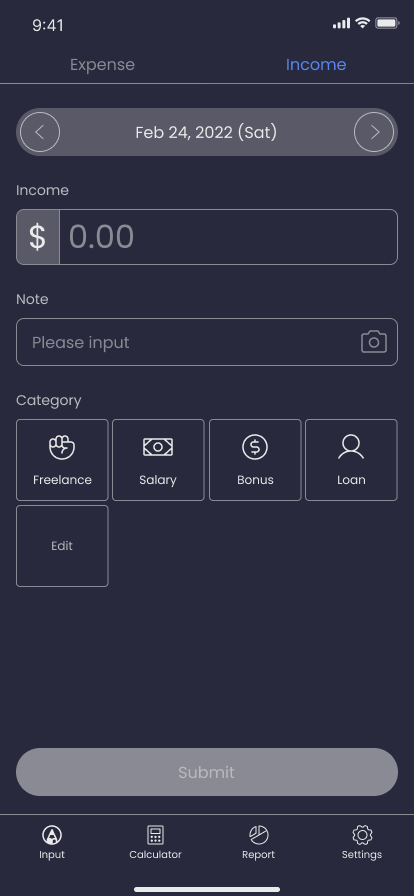 9:41
Expense Income
Feb 24, 2022 (Sat)
Income
$ 0.00
Note
Please input
Category
Freelance Salary Bonus Loan
Edit
Submit
Input Calculator Report Settings